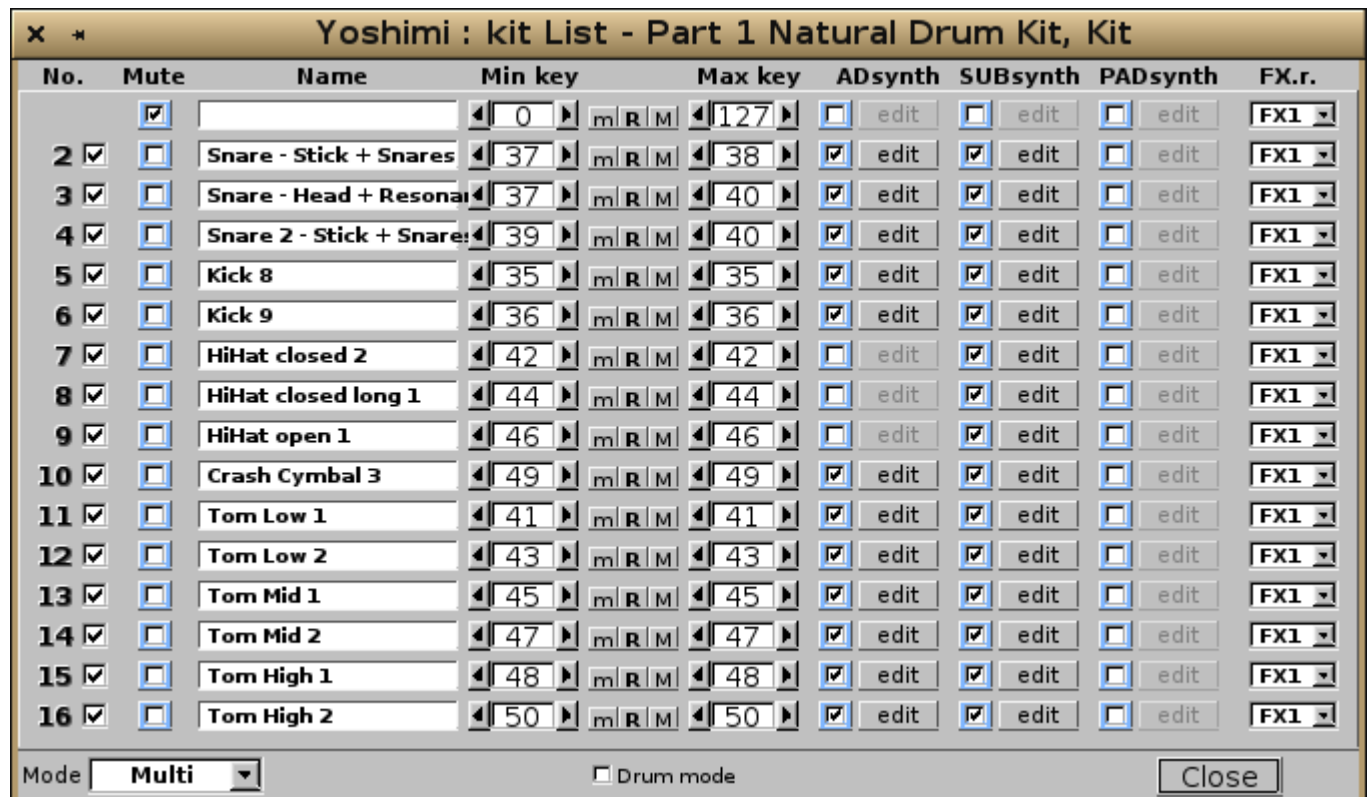 Yoshimi : kit List - Part 1 Natural Drum Kit, Kit
No. Mute Name Min key Max key ADsynth SUBsynth PADsynth FX.r.
0 m R M 127 edit edit edit FX1
2 Snare - Stick + Snares 37 m R M 38 edit edit edit FX1
3 Snare - Head + Resonar 37 m R M 40 edit edit edit FX1
4 Snare 2 - Stick + Snares 39 m R M 40 edit edit edit FX1
5 Kick 8 35 m R M 35 edit edit edit FX1
6 Kick 9 36 m R M 36 edit edit edit FX1
7 HiHat closed 2 42 m R M 42 edit edit edit FX1
8 HiHat closed long 1 44 m R M 44 edit edit edit FX1
9 HiHat open 1 46 m R M 46 edit edit edit FX1
10 Crash Cymbal 3 49 m R M 49 edit edit edit FX1
11 Tom Low 1 41 m R M 41 edit edit edit FX1
12 Tom Low 2 43 m R M 43 edit edit edit FX1
13 Tom Mid 1 45 m R M 45 edit edit edit FX1
14 Tom Mid 2 47 m R M 47 edit edit edit FX1
15 Tom High 1 48 m R M 48 edit edit edit FX1
16 Tom High 2 50 m R M 50 edit edit edit FX1
Mode Multi Drum mode Close